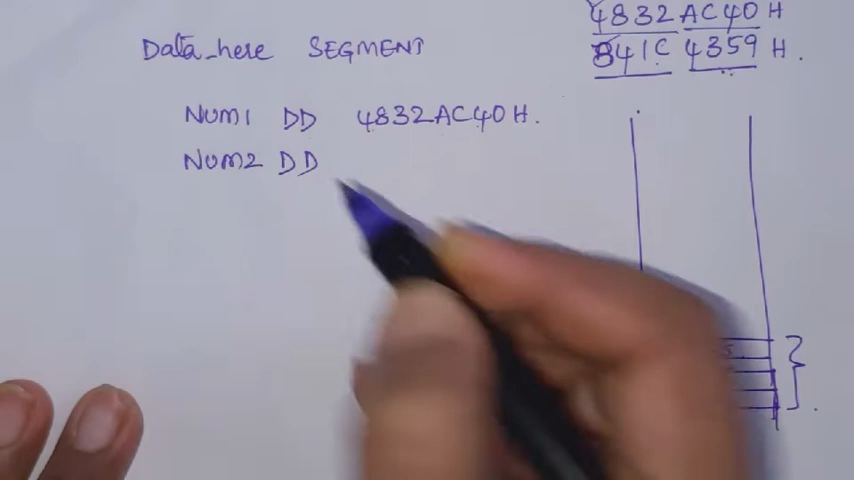 4832 AC40 H
841C 4359 H.
Data_here SEGMENT
NUM1 DD 4832AC40H.
NUM2 DD